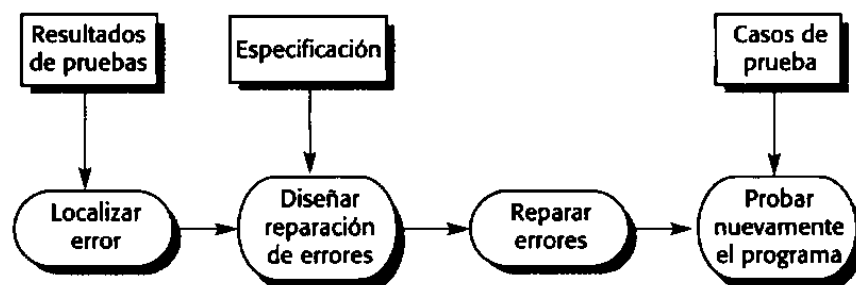 Resultados
de pruebas
Especificación
Casos de
prueba
Localizar
error
Diseñar
reparación
de errores
Reparar
errores
Probar
nuevamente
el programa